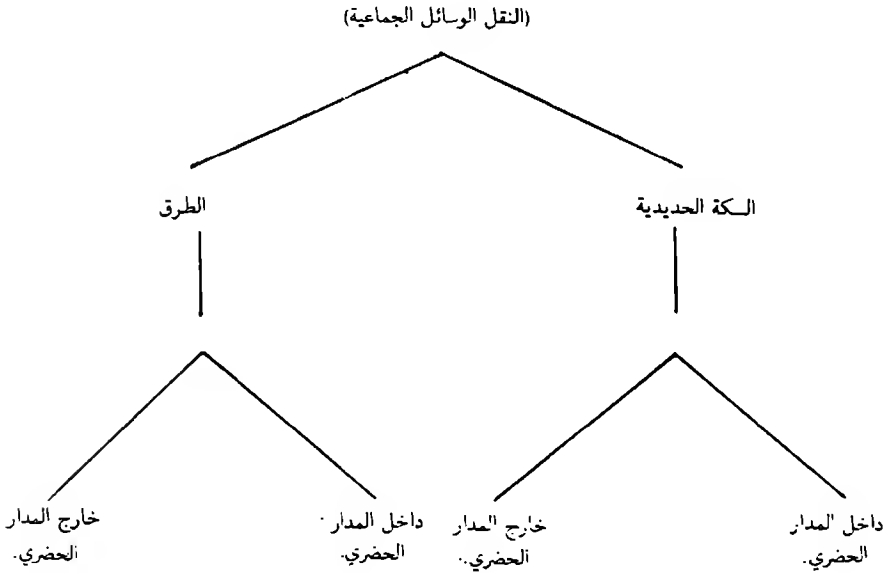 (النقل الوسائل الجماعية)
السكة الحديدية
الطرق
داخل المدار
الحضري.
خارج المدار
الحضري..
داخل المدار
الحضري.
خارج المدار
الحضري.